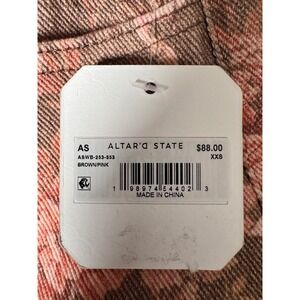 AS ALTAR'D STATE $88.00
ASWB-253-553 XXS
BROWN/PINK
1 98974 54402 3
MADE IN CHINA